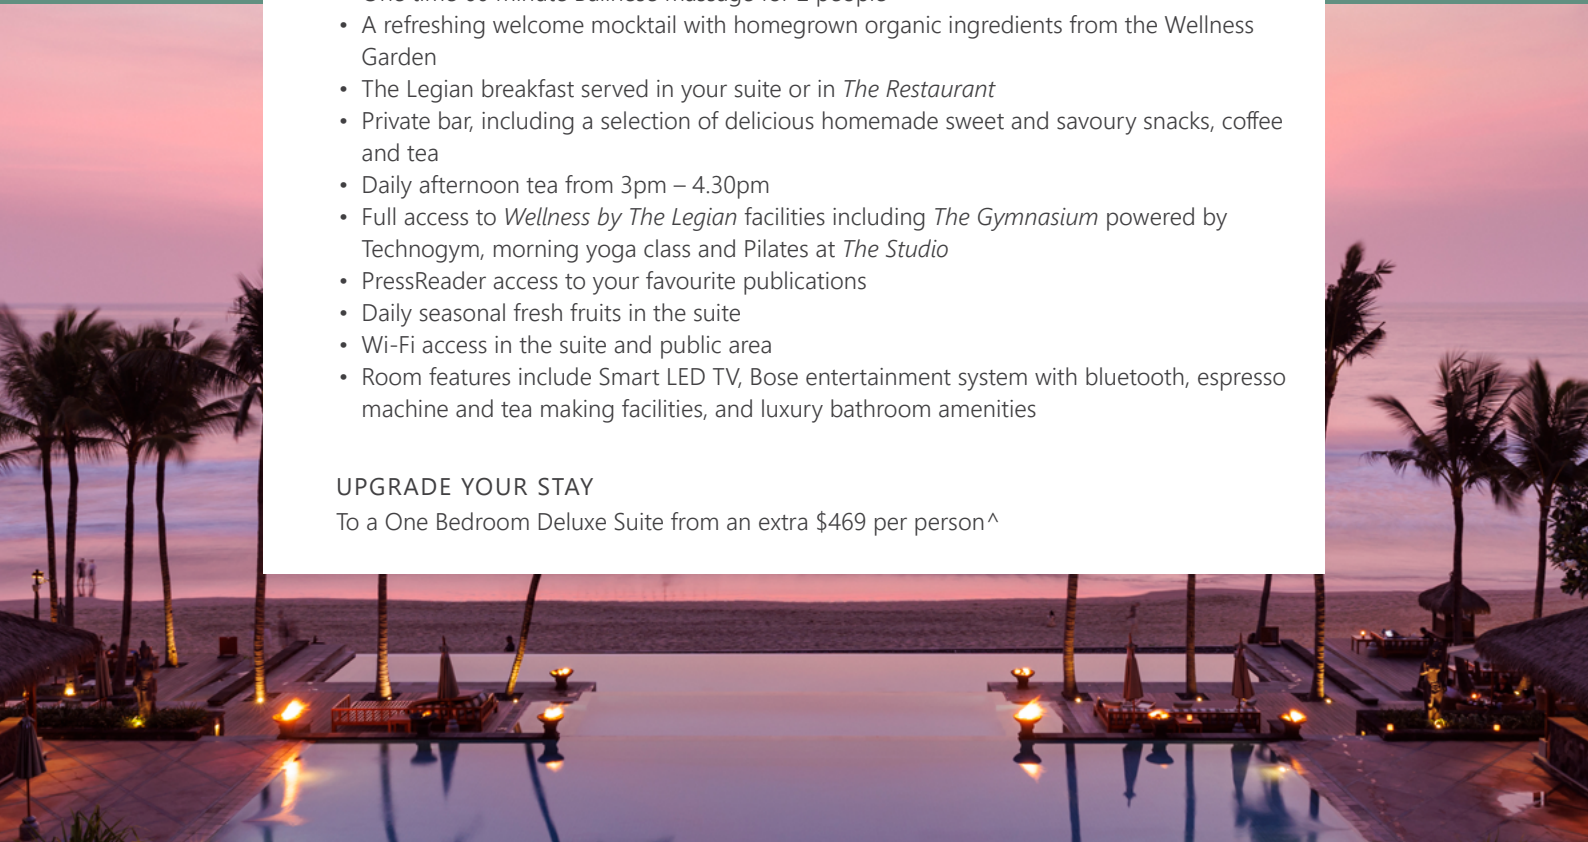 • A refreshing welcome mocktail with homegrown organic ingredients from the Wellness
Garden
• The Legian breakfast served in your suite or in The Restaurant
• Private bar, including a selection of delicious homemade sweet and savoury snacks, coffee
and tea
• Daily afternoon tea from 3pm – 4.30pm
• Full access to Wellness by The Legian facilities including The Gymnasium powered by
Technogym, morning yoga class and Pilates at The Studio
• PressReader access to your favourite publications
• Daily seasonal fresh fruits in the suite
• Wi-Fi access in the suite and public area
• Room features include Smart LED TV, Bose entertainment system with bluetooth, espresso
machine and tea making facilities, and luxury bathroom amenities
UPGRADE YOUR STAY
To a One Bedroom Deluxe Suite from an extra $469 per person^